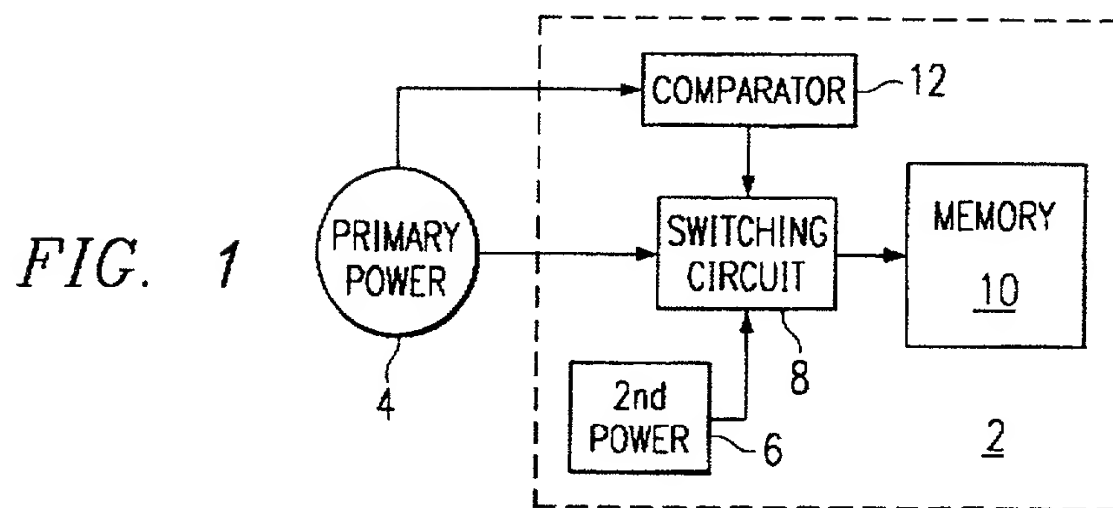 FIG. 1
PRIMARY
POWER
4
COMPARATOR
12
SWITCHING
CIRCUIT
8
2nd
POWER
6
MEMORY
10
2